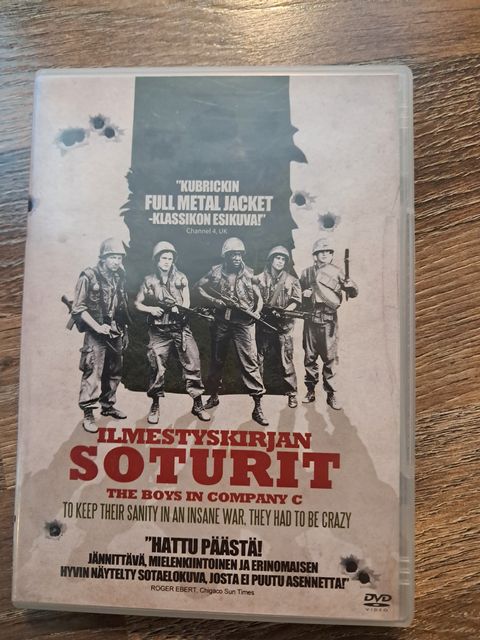 "KUBRICKIN
FULL METAL JACKET
-KLASSIKON ESIKUVA!"
Channel 4, UK
ILMESTYSKIRJAN
SOTURIT
THE BOYS IN COMPANY C
TO KEEP THEIR SANITY IN AN INSANE WAR, THEY HAD TO BE CRAZY
"HATTU PÄÄSTÄ!
JÄNNITTÄVÄ, MIELENKIINTOINEN JA ERINOMAISEN
HYVIN NÄYTELTY SOTAELOKUVA, JOSTA EI PUUTU ASENNETTA!"
ROGER EBERT, Chigaco Sun Times
DVD
VIDEO